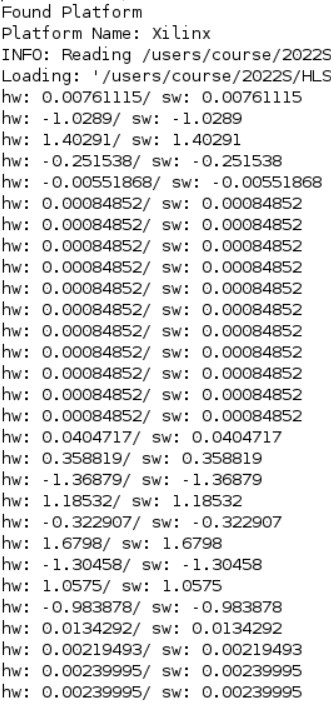 Found Platform
Platform Name: Xilinx
INFO: Reading /users/course/2022S
Loading: '/users/course/2022S/HLS
hw: 0.00761115/ sw: 0.00761115
hw: -1.0289/ sw: -1.0289
hw: 1.40291/ sw: 1.40291
hw: -0.251538/ sw: -0.251538
hw: -0.00551868/ sw: -0.00551868
hw: 0.00084852/ sw: 0.00084852
hw: 0.00084852/ sw: 0.00084852
hw: 0.00084852/ sw: 0.00084852
hw: 0.00084852/ sw: 0.00084852
hw: 0.00084852/ sw: 0.00084852
hw: 0.00084852/ sw: 0.00084852
hw: 0.00084852/ sw: 0.00084852
hw: 0.00084852/ sw: 0.00084852
hw: 0.00084852/ sw: 0.00084852
hw: 0.00084852/ sw: 0.00084852
hw: 0.00084852/ sw: 0.00084852
hw: 0.0404717/ sw: 0.0404717
hw: 0.358819/ sw: 0.358819
hw: -1.36879/ sw: -1.36879
hw: 1.18532/ sw: 1.18532
hw: -0.322907/ sw: -0.322907
hw: 1.6798/ sw: 1.6798
hw: -1.30458/ sw: -1.30458
hw: 1.0575/ sw: 1.0575
hw: -0.983878/ sw: -0.983878
hw: 0.0134292/ sw: 0.0134292
hw: 0.00219493/ sw: 0.00219493
hw: 0.00239995/ sw: 0.00239995
hw: 0.00239995/ sw: 0.00239995